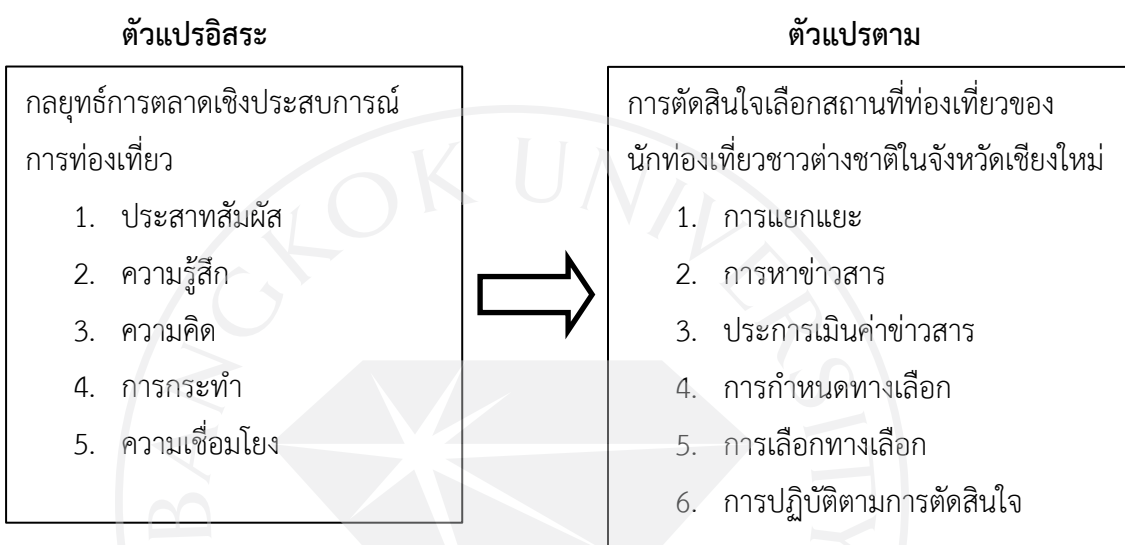 ตัวแปรอิสระ
กลยุทธ์การตลาดเชิงประสบการณ์
การท่องเที่ยว
1. ประสาทสัมผัส
2. ความรู้สึก
3. ความคิด
4. การกระทำ
5. ความเชื่อมโยง
ตัวแปรตาม
การตัดสินใจเลือกสถานที่ท่องเที่ยวของ
นักท่องเที่ยวชาวต่างชาติในจังหวัดเชียงใหม่
1. การแยกแยะ
2. การหาข่าวสาร
3. ประการเมินค่าข่าวสาร
4. การกำหนดทางเลือก
5. การเลือกทางเลือก
6. การปฏิบัติตามการตัดสินใจ
BANGKOK UNIVERSITY